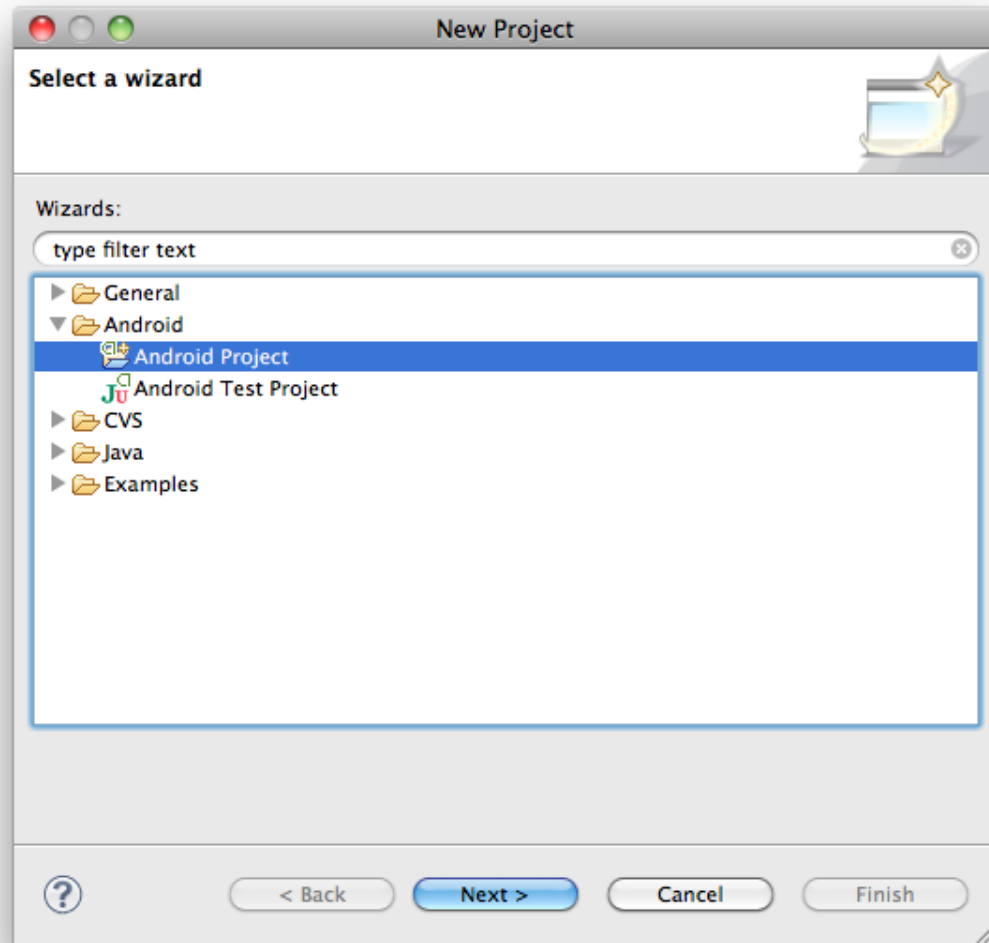 New Project
Select a wizard
Wizards:
type filter text
General
Android
Android Project
JU Android Test Project
CVS
Java
Examples
? < Back Next > Cancel Finish